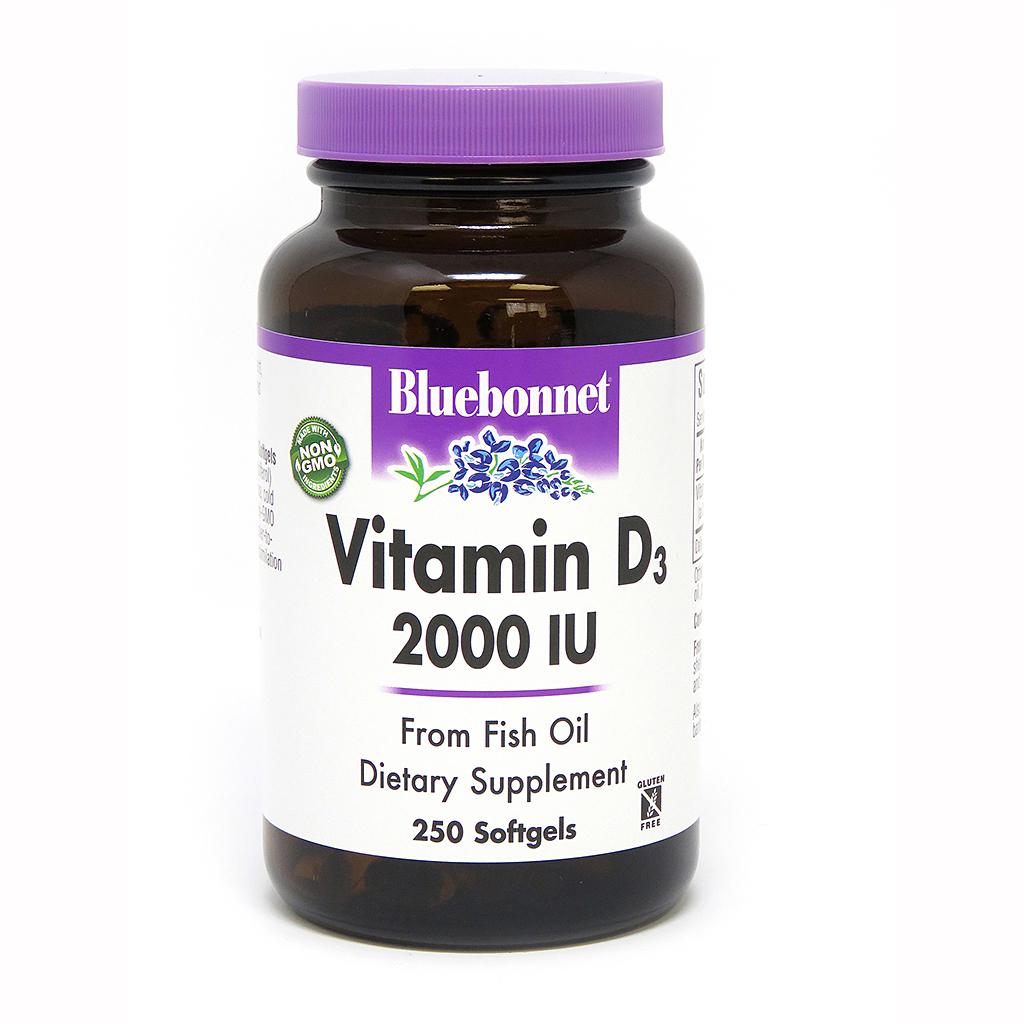 Bluebonnet
MADE WITH
NON
GMO
INGREDIENTS
Vitamin D₃
2000 IU
From Fish Oil
Dietary Supplement
250 Softgels
GLUTEN
FREE